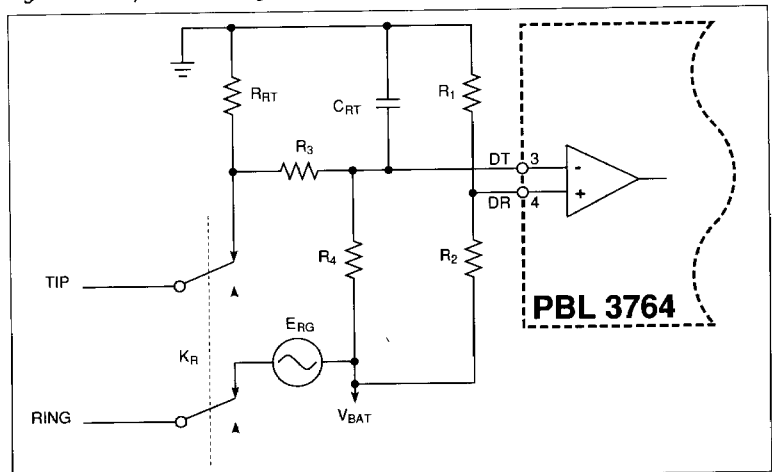 R1
RRT
CRT
R3
DT 3
-
DR 4
+
R4
R2
TIP
PBL 3764
ERG
KR
VBAT
RING